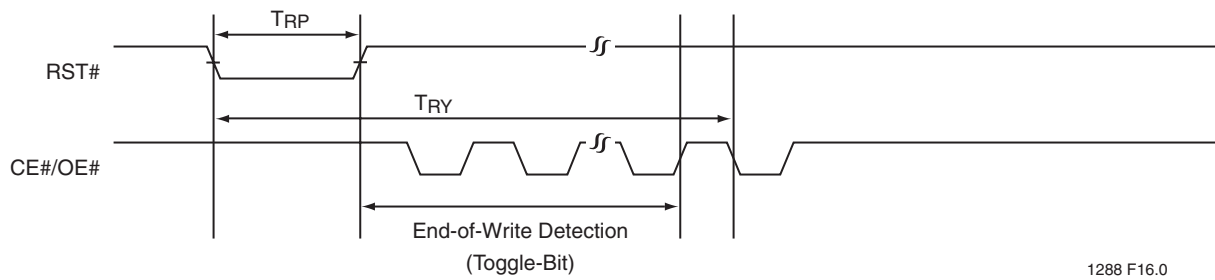 TRP
RST#
TRY
CE#/OE#
End-of-Write Detection
(Toggle-Bit)
1288 F16.0